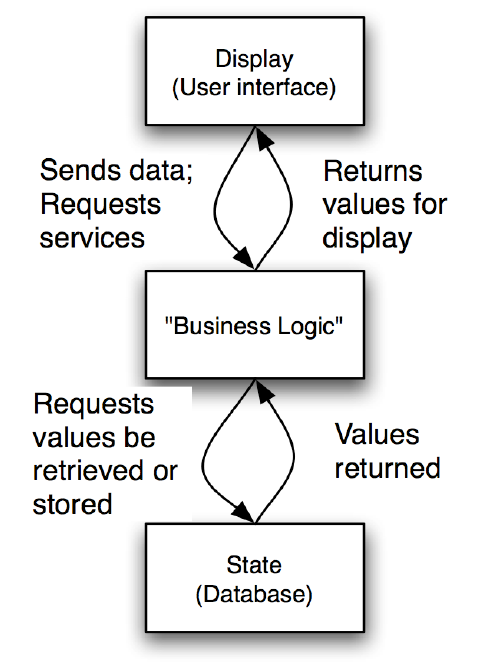 Display
(User interface)
Sends data;
Requests
services
Returns
values for
display
"Business Logic"
Requests
values be
retrieved or
stored
Values
returned
State
(Database)